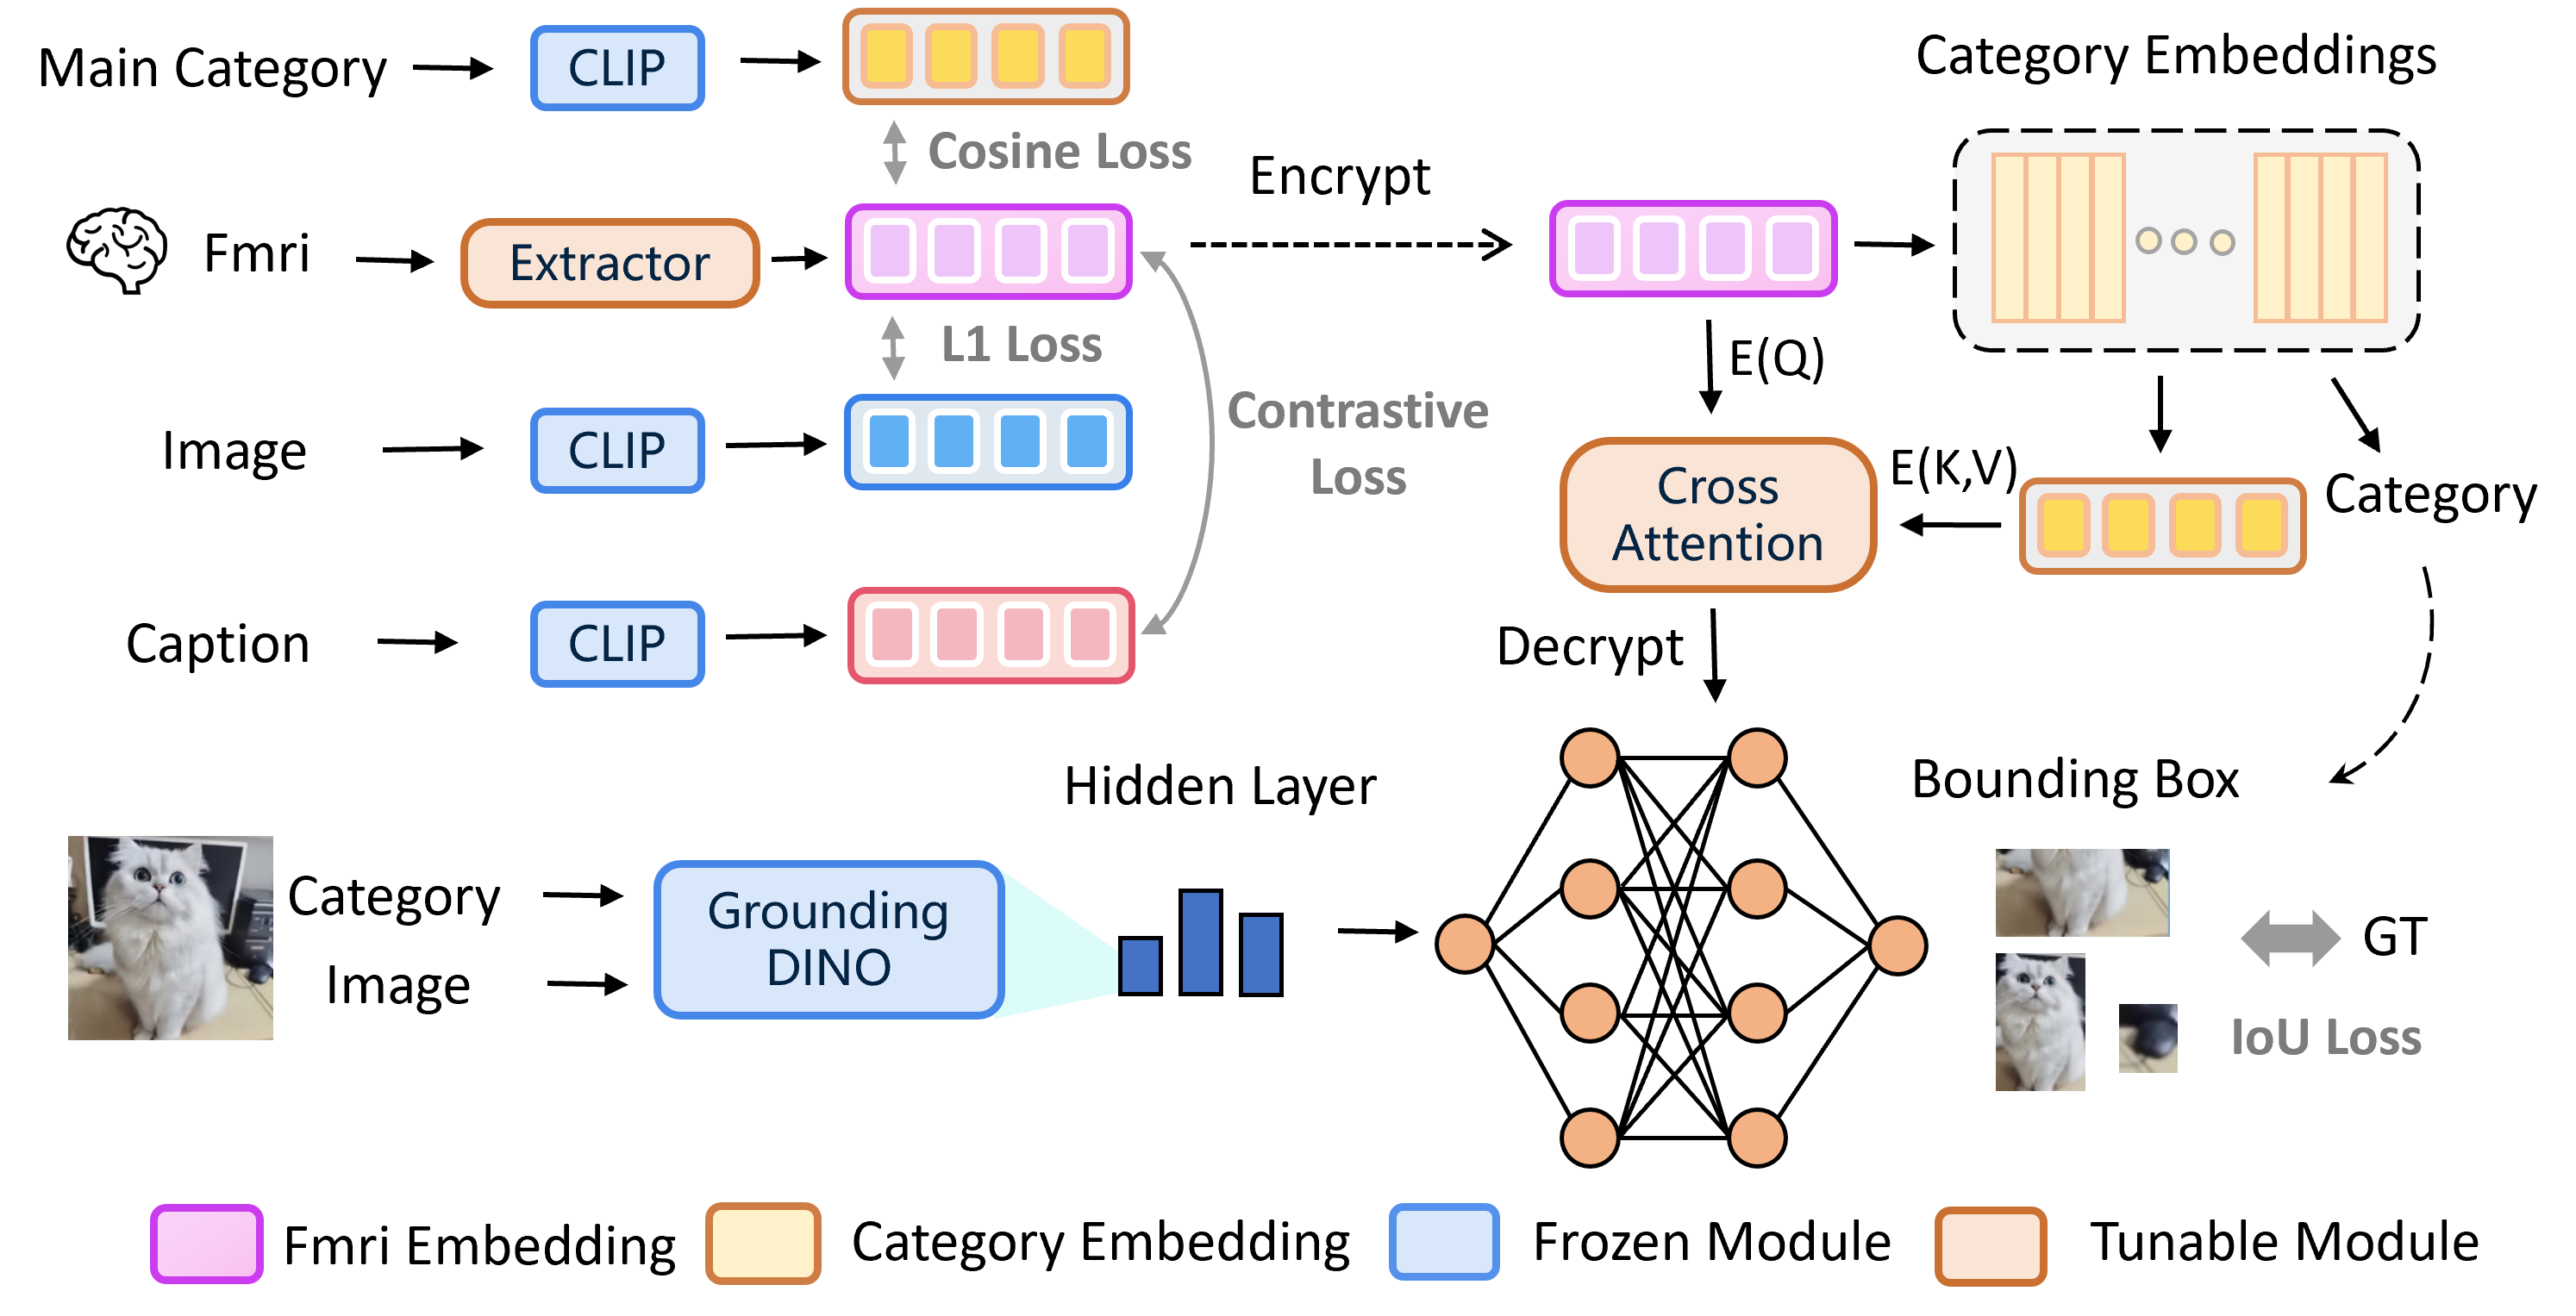 Main Category
CLIP
Category Embeddings
Cosine Loss
Encrypt
Fmri
Extractor
L1 Loss
E(Q)
Image
CLIP
Contrastive
Loss
Cross
Attention
E(K,V)
Category
Caption
CLIP
Decrypt
Hidden Layer
Bounding Box
Category
Image
Grounding
DINO
GT
IoU Loss
Fmri Embedding
Category Embedding
Frozen Module
Tunable Module